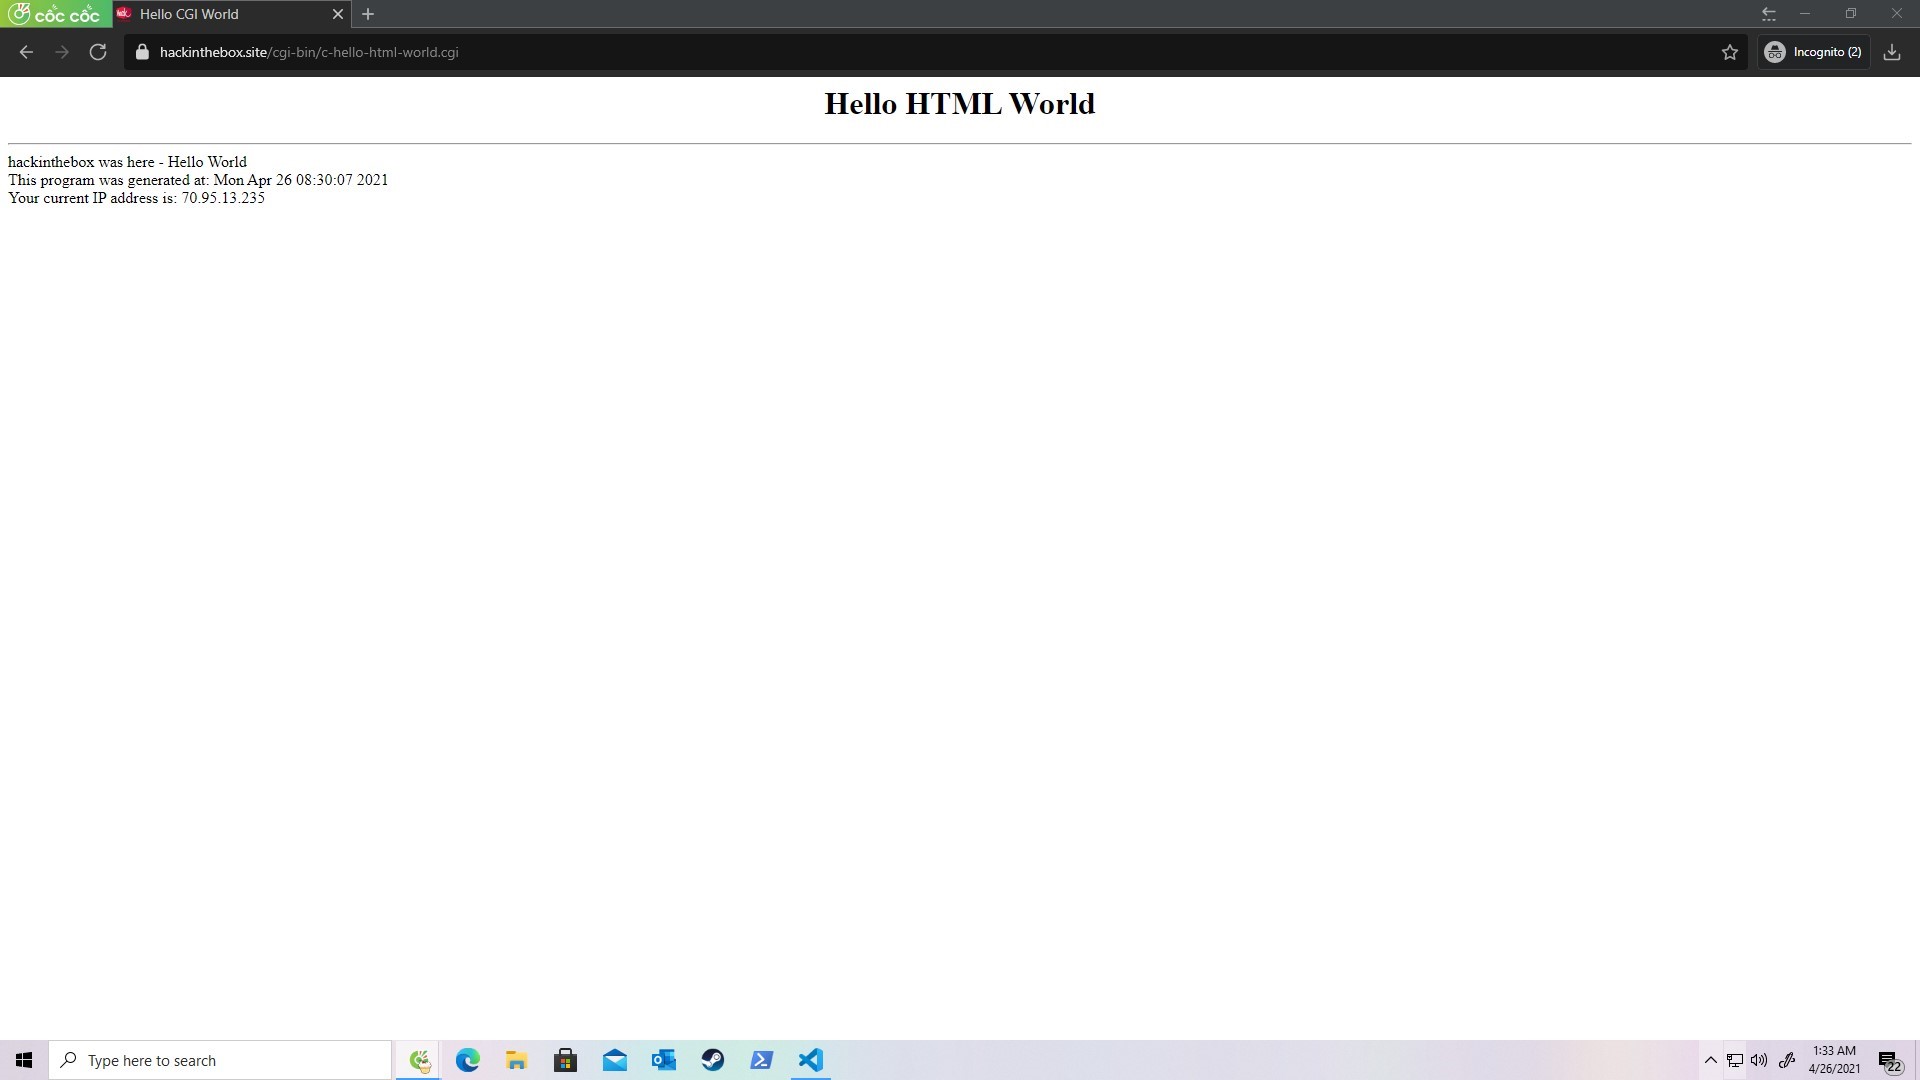 cốc cốc
Hello CGI World
hackinthebox.site/cgi-bin/c-hello-html-world.cgi
Incognito (2)
Hello HTML World
hackinthebox was here - Hello World
This program was generated at: Mon Apr 26 08:30:07 2021
Your current IP address is: 70.95.13.235
Type here to search
1:33 AM
4/26/2021
22